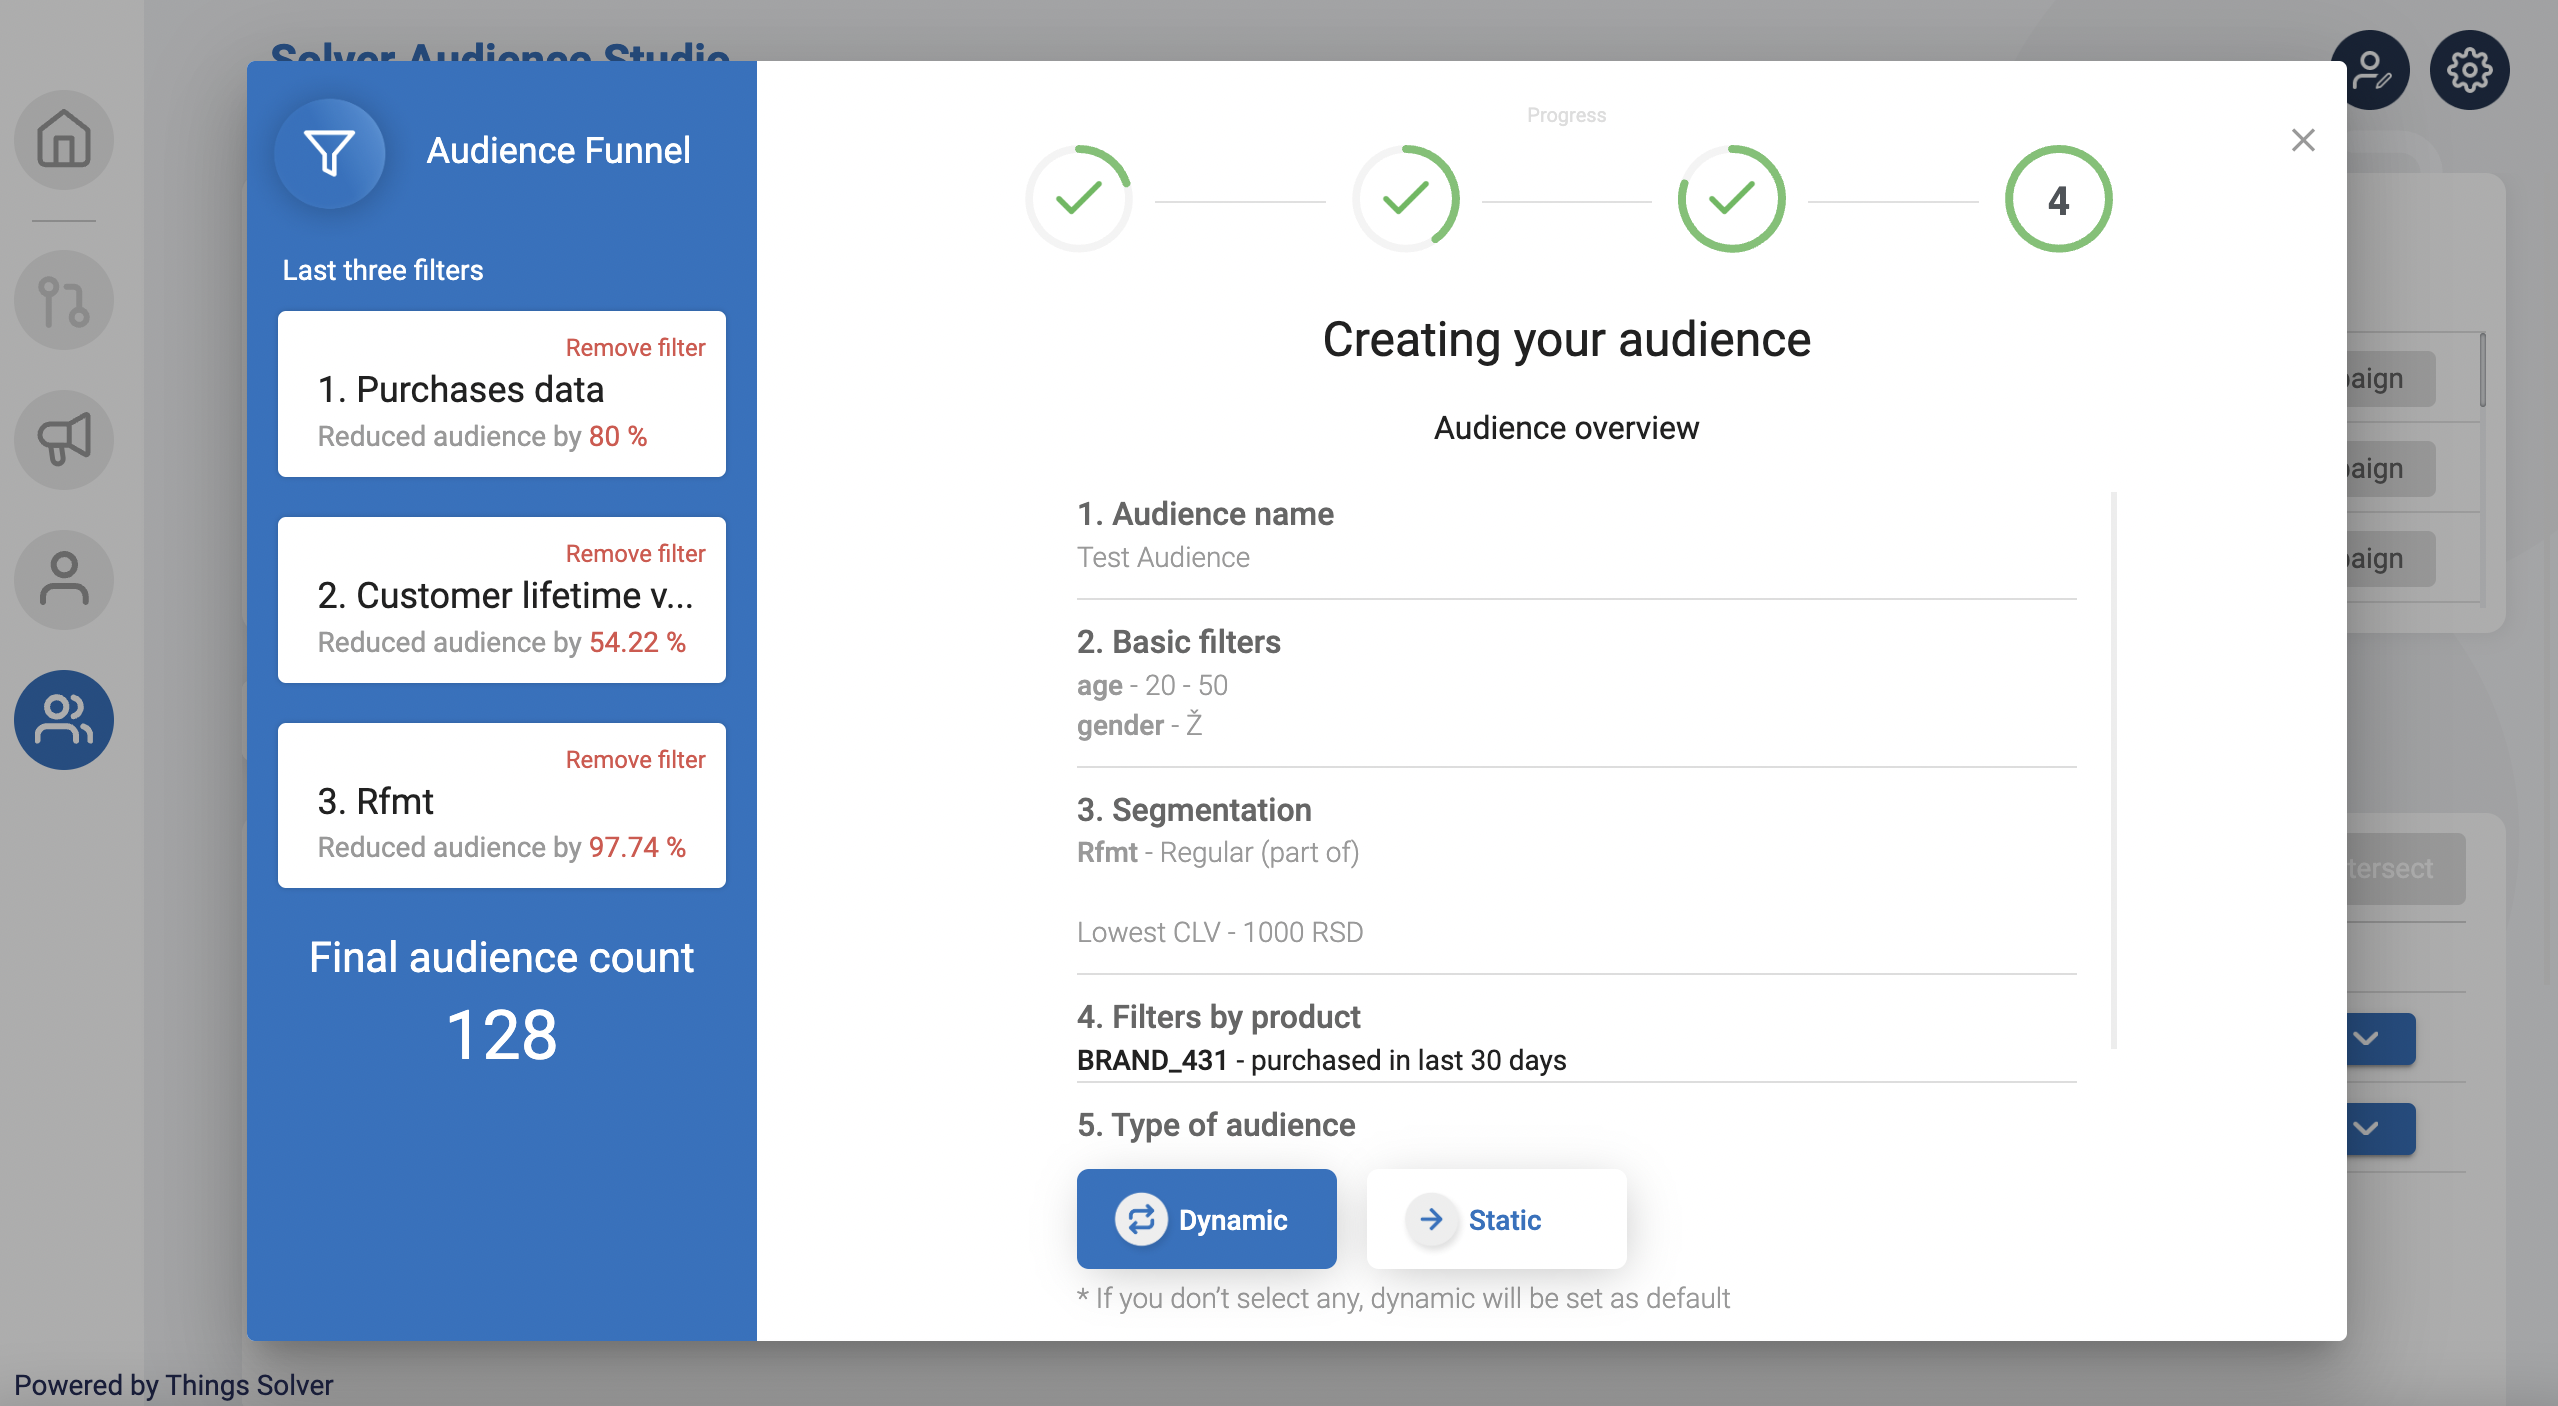 Solver Audience Studio
Audience Funnel
Last three filters
Remove filter
1. Purchases data
Reduced audience by 80 %
Remove filter
2. Customer lifetime v...
Reduced audience by 54.22 %
Remove filter
3. Rfmt
Reduced audience by 97.74 %
Final audience count
128
Progress
4
Creating your audience
Audience overview
1. Audience name
Test Audience
2. Basic filters
age - 20 - 50
gender - Ž
3. Segmentation
Rfmt - Regular (part of)
Lowest CLV - 1000 RSD
4. Filters by product
BRAND_431 - purchased in last 30 days
5. Type of audience
Dynamic
Static
* If you don’t select any, dynamic will be set as default
Powered by Things Solver